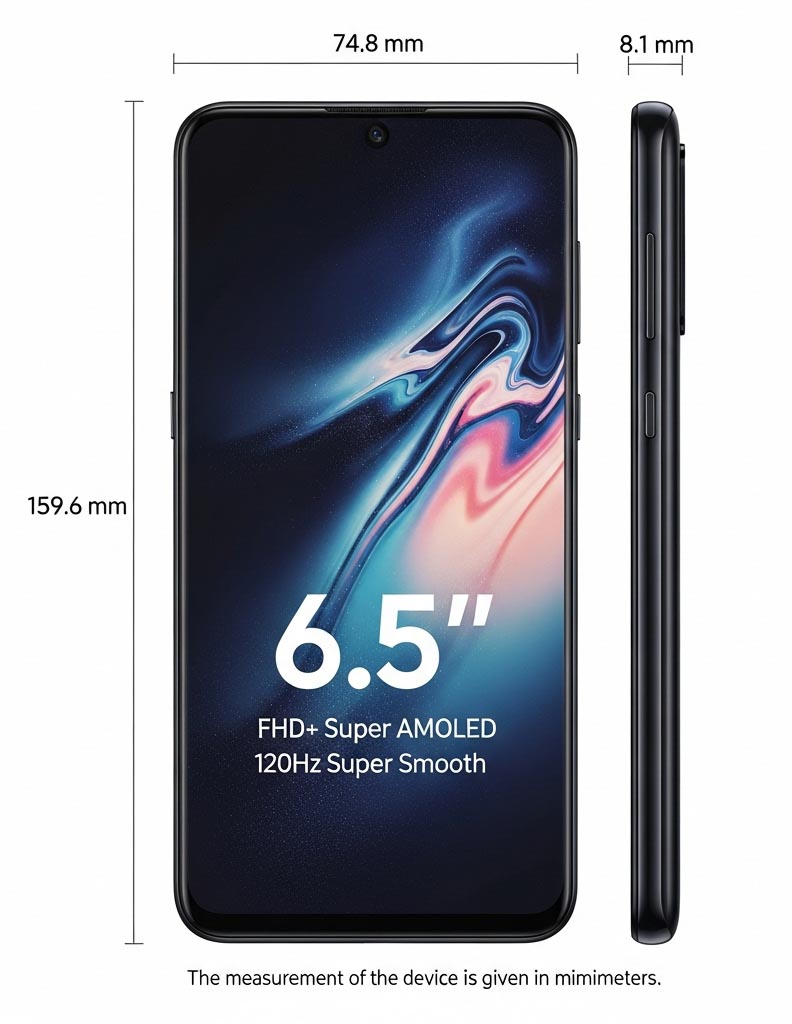 74.8 mm
8.1 mm
159.6 mm
6.5"
FHD+ Super AMOLED
120Hz Super Smooth
The measurement of the device is given in mimimeters.